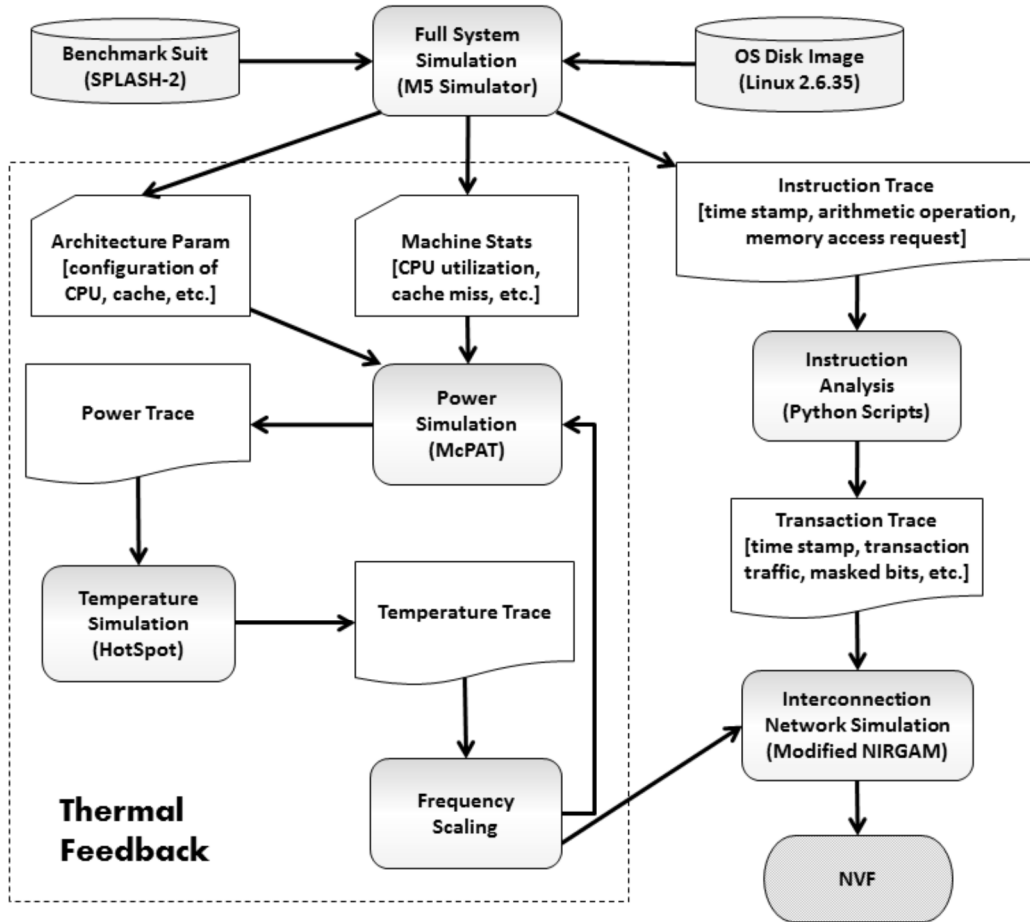 Benchmark Suit
(SPLASH-2)
Full System
Simulation
(M5 Simulator)
OS Disk Image
(Linux 2.6.35)
Architecture Param
[configuration of
CPU, cache, etc.]
Machine Stats
[CPU utilization,
cache miss, etc.]
Instruction Trace
[time stamp, arithmetic operation,
memory access request]
Power Trace
Power
Simulation
(McPAT)
Instruction
Analysis
(Python Scripts)
Transaction Trace
[time stamp, transaction
traffic, masked bits, etc.]
Temperature
Simulation
(HotSpot)
Temperature Trace
Interconnection
Network Simulation
(Modified NIRGAM)
Frequency
Scaling
Thermal
Feedback
NVF